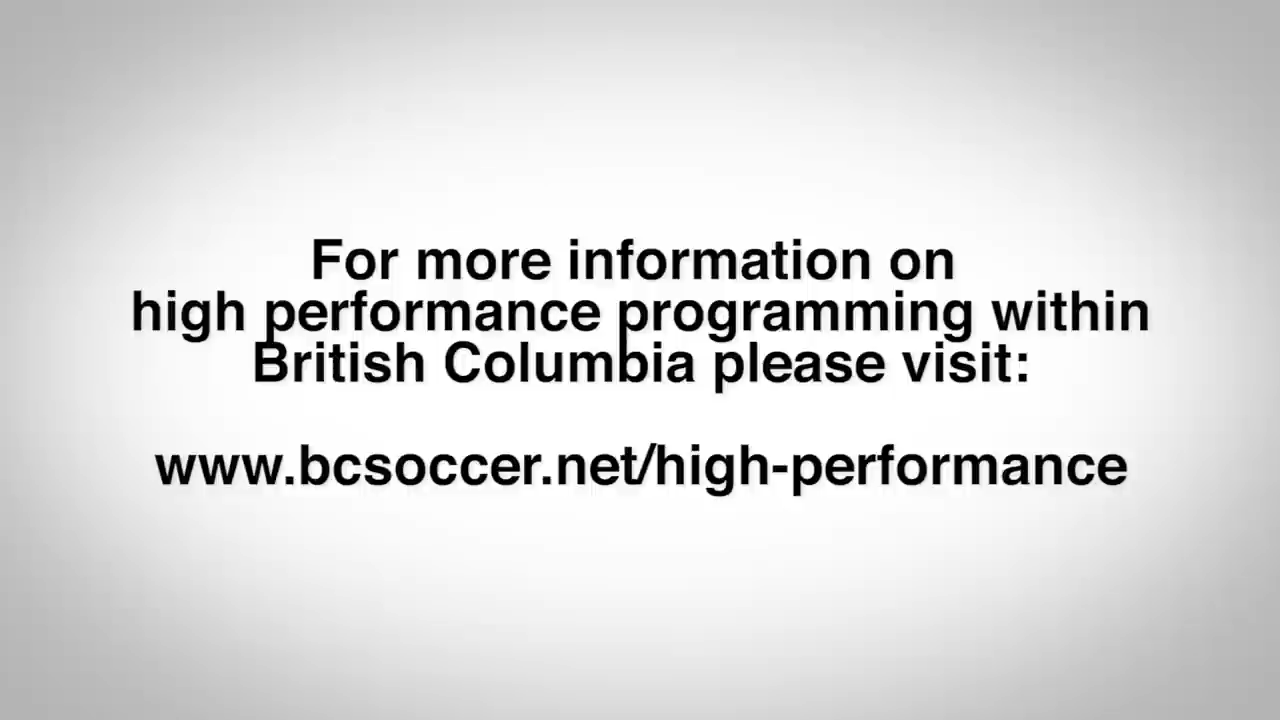 For more information on
high performance programming within
British Columbia please visit:
www.bcsoccer.net/high-performance